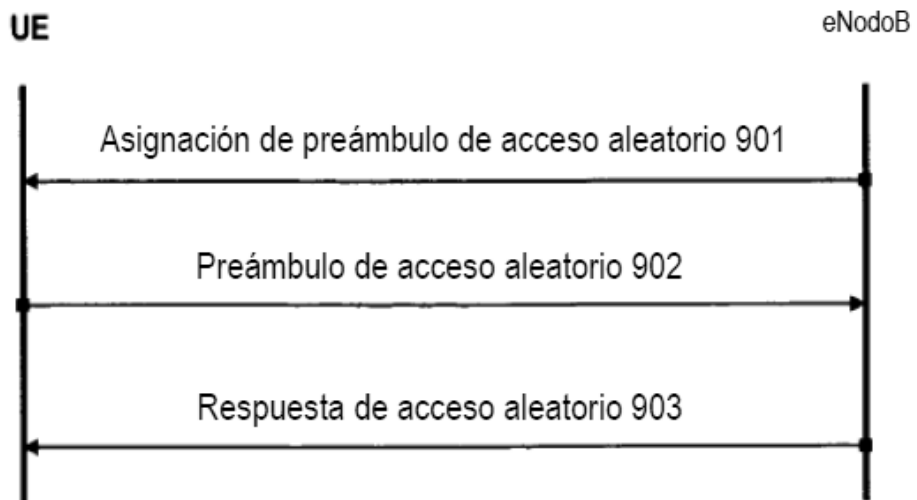 UE
eNodoB
Asignación de preámbulo de acceso aleatorio 901
Preámbulo de acceso aleatorio 902
Respuesta de acceso aleatorio 903